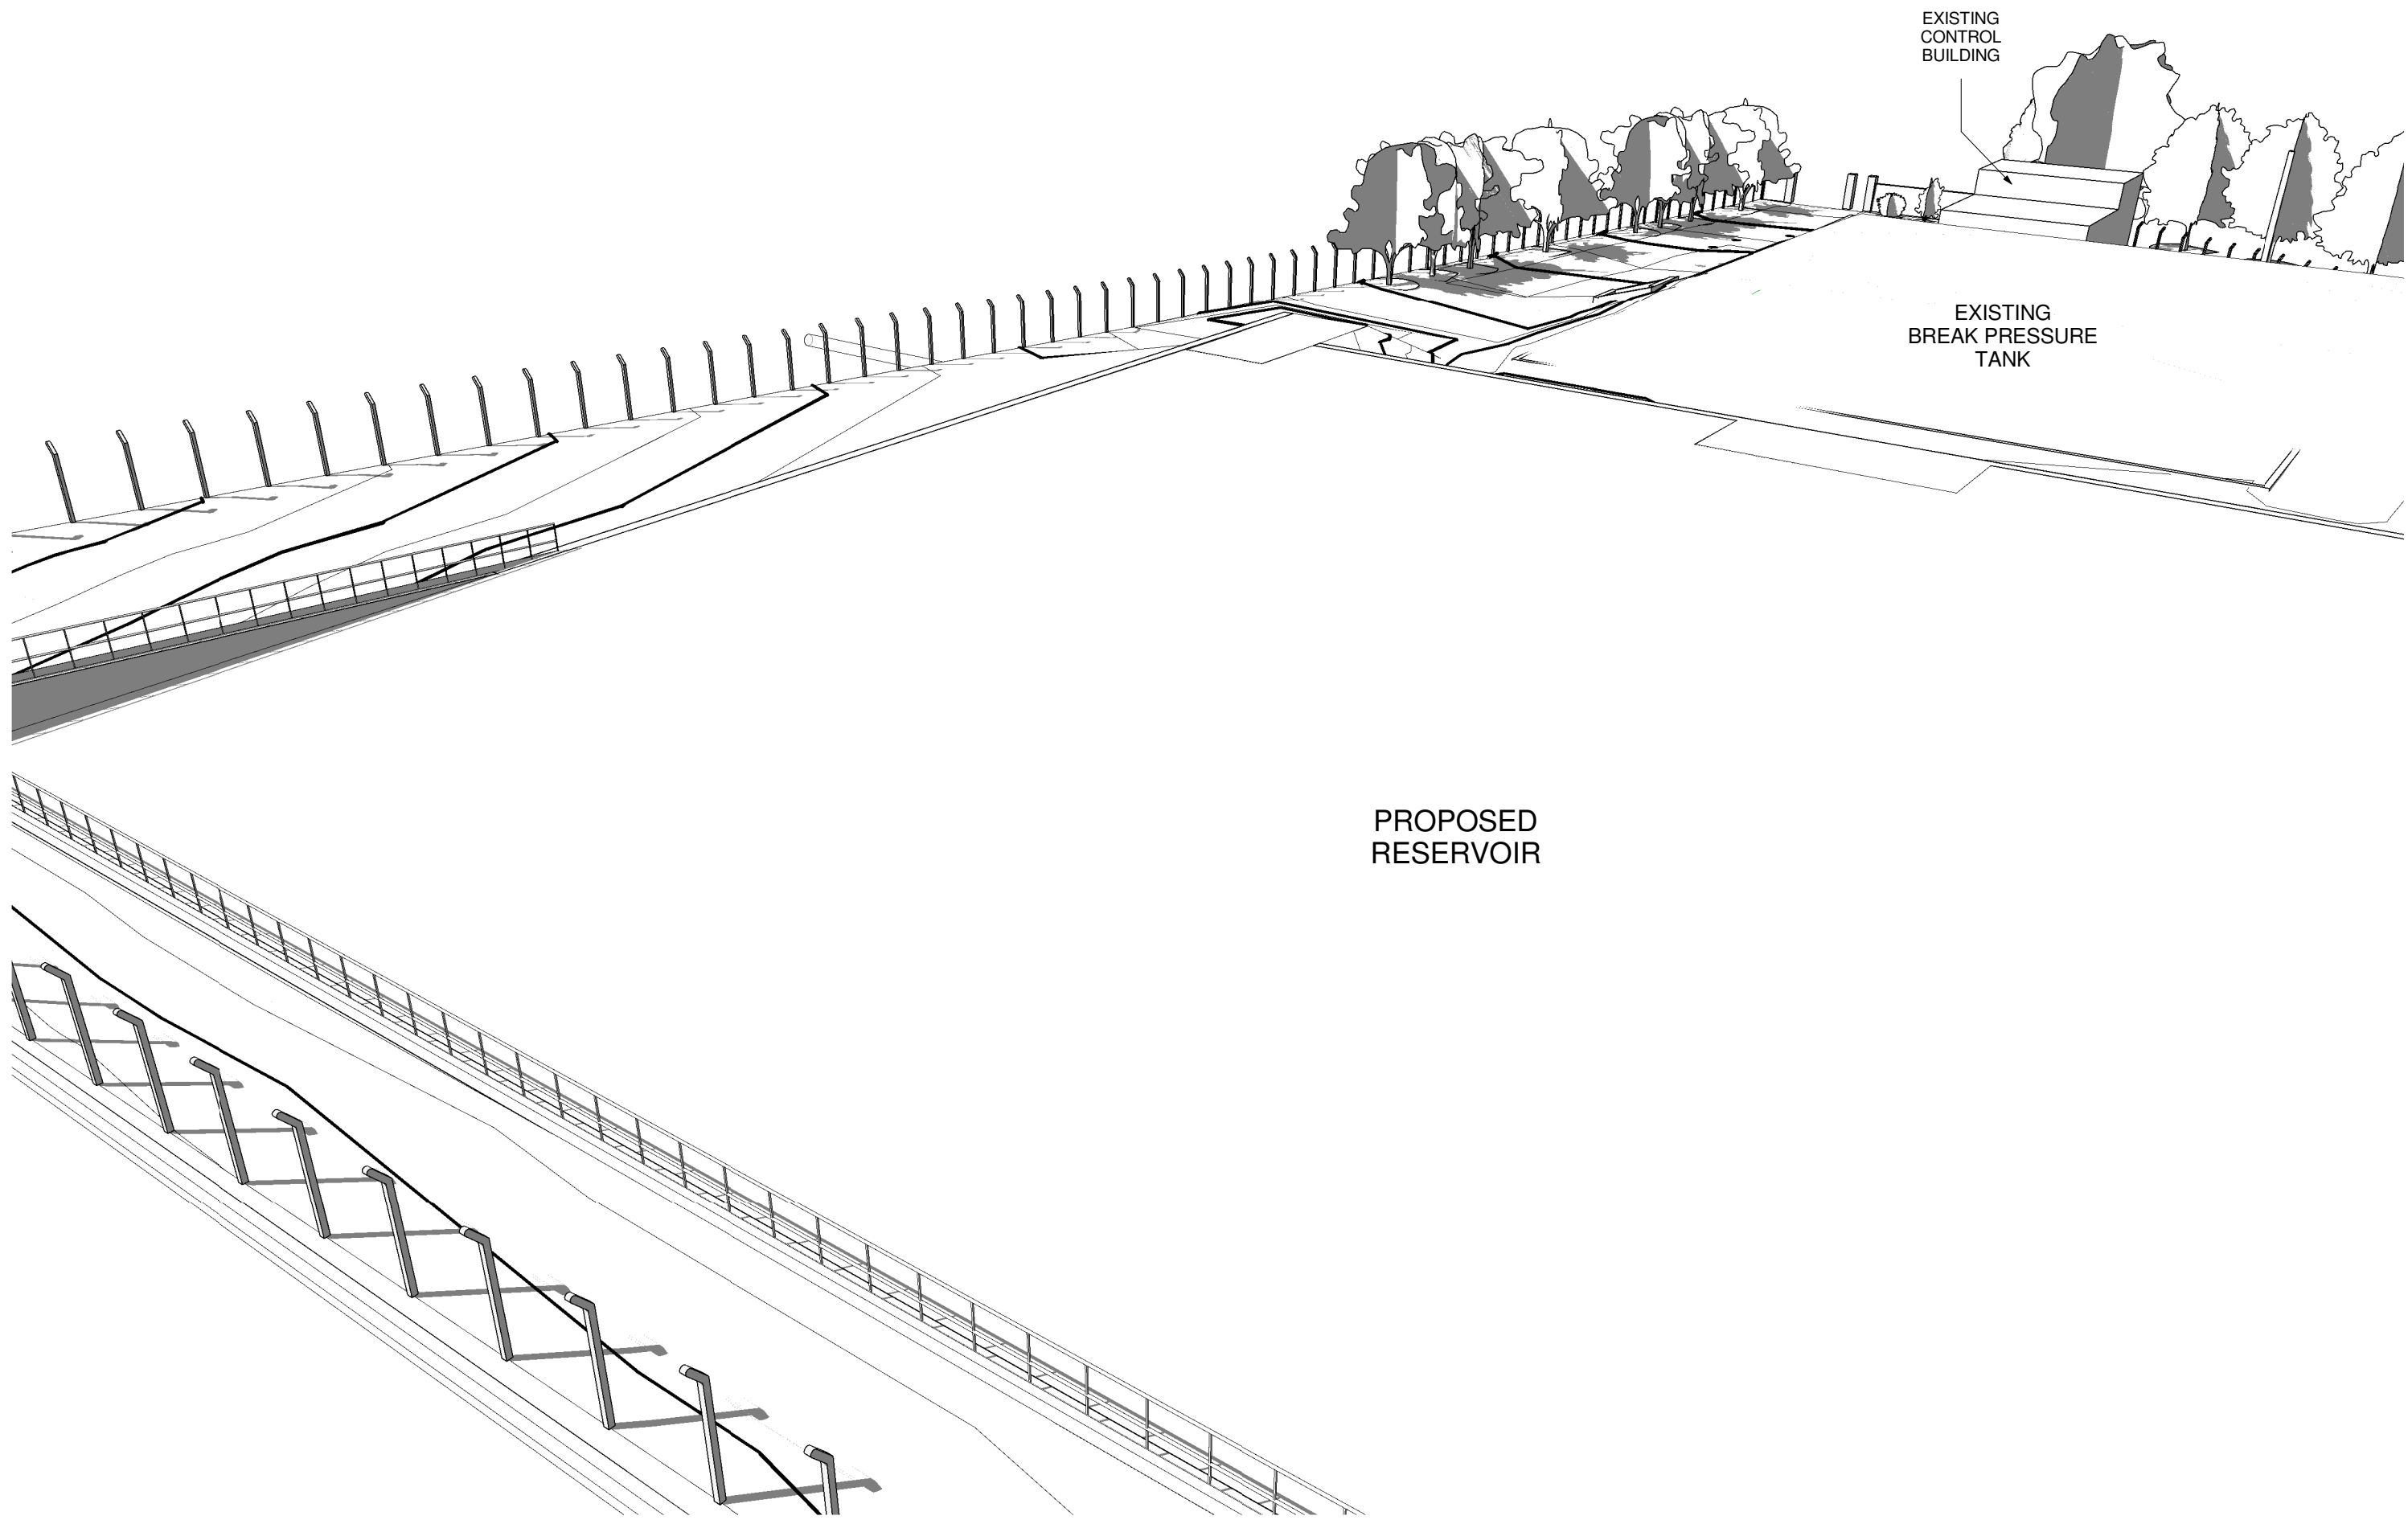 EXISTING
CONTROL
BUILDING
EXISTING
BREAK PRESSURE
TANK
PROPOSED
RESERVOIR